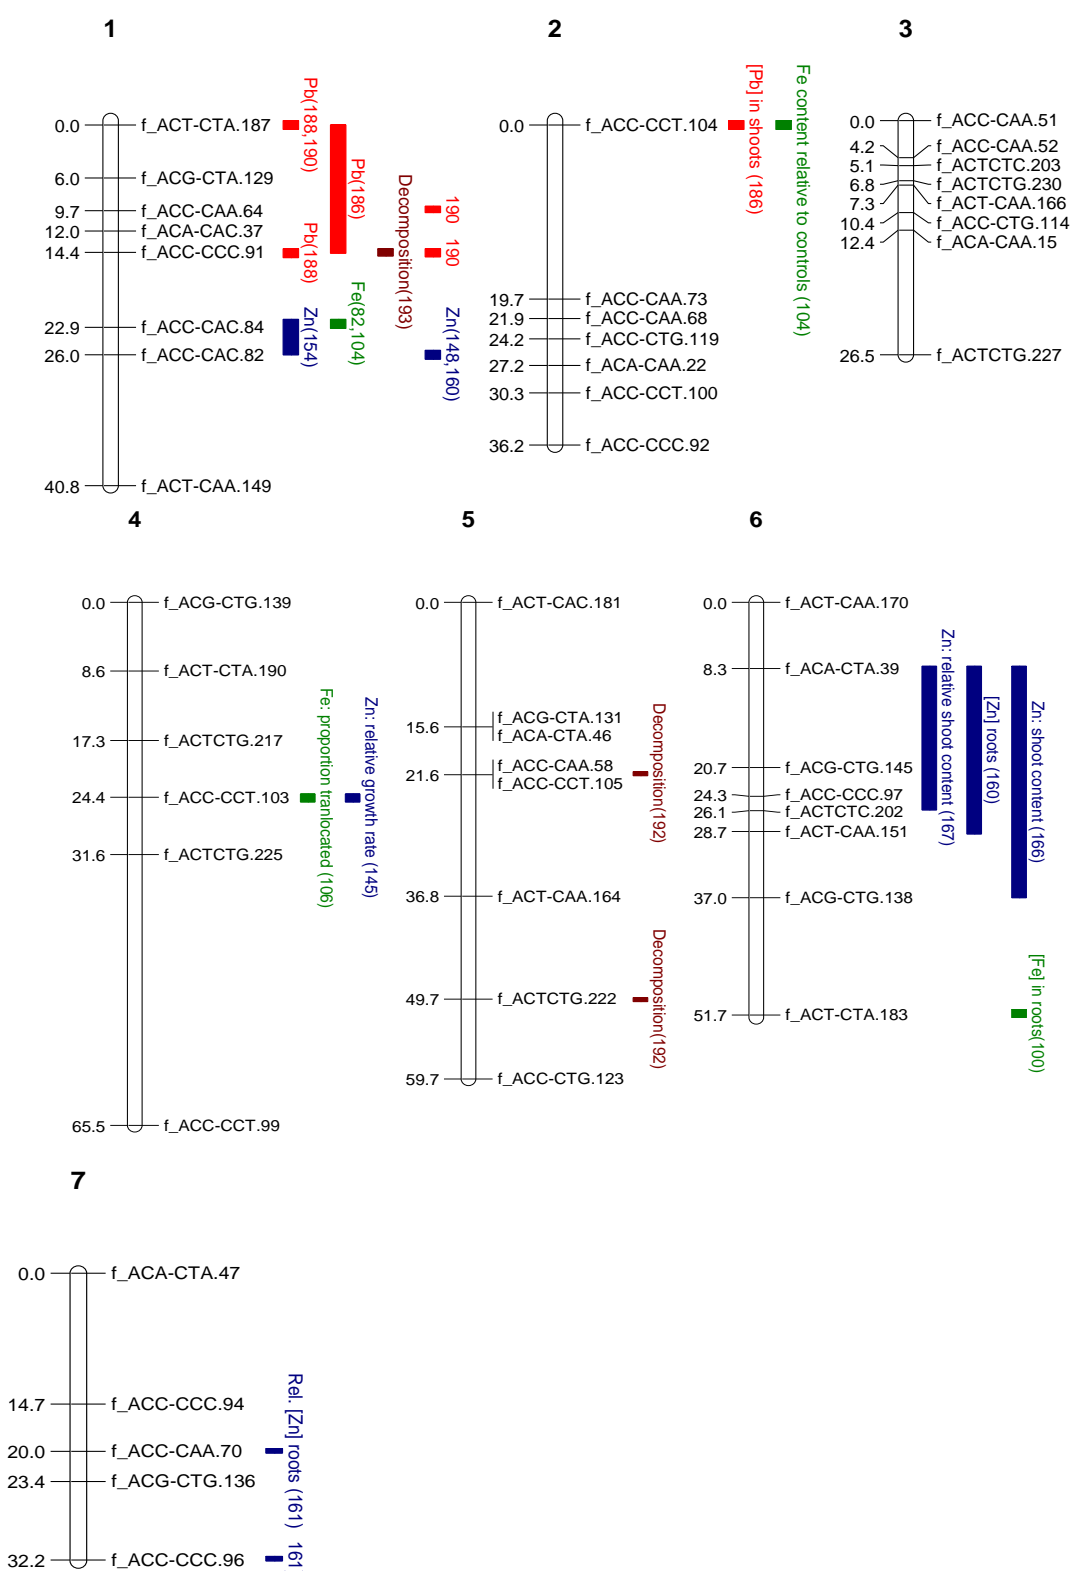 1
2
3
0.0 f_ACT-CTA.187
6.0 f_ACG-CTA.129
9.7 f_ACC-CAA.64
12.0 f_ACA-CAC.37
14.4 f_ACC-CCC.91
22.9 f_ACC-CAC.84
26.0 f_ACC-CAC.82
40.8 f_ACT-CAA.149
Pb(188,190)
Pb(188)
Zn(154)
Pb(186)
Fe(82,104)
Decomposition(193)
190
190
Zn(148,160)
0.0 f_ACC-CCT.104
19.7 f_ACC-CAA.73
21.9 f_ACC-CAA.68
24.2 f_ACC-CTG.119
27.2 f_ACA-CAA.22
30.3 f_ACC-CCT.100
36.2 f_ACC-CCC.92
[Pb] in shoots (186)
Fe content relative to controls (104)
0.0 f_ACC-CAA.51
4.2 f_ACC-CAA.52
5.1 f_ACTCTC.203
6.8 f_ACTCTG.230
7.3 f_ACT-CAA.166
10.4 f_ACC-CTG.114
12.4 f_ACA-CAA.15
26.5 f_ACTCTG.227
4
5
6
0.0 f_ACG-CTG.139
8.6 f_ACT-CTA.190
17.3 f_ACTCTG.217
24.4 f_ACC-CCT.103
31.6 f_ACTCTG.225
65.5 f_ACC-CCT.99
Fe: proportion tranlocated (106)
Zn: relative growth rate (145)
0.0 f_ACT-CAC.181
15.6 f_ACG-CTA.131
f_ACA-CTA.46
21.6 f_ACC-CAA.58
f_ACC-CCT.105
36.8 f_ACT-CAA.164
49.7 f_ACTCTG.222
59.7 f_ACC-CTG.123
Decomposition(192)
Decomposition(192)
0.0 f_ACT-CAA.170
8.3 f_ACA-CTA.39
20.7 f_ACG-CTG.145
24.3 f_ACC-CCC.97
26.1 f_ACTCTC.202
28.7 f_ACT-CAA.151
37.0 f_ACG-CTG.138
51.7 f_ACT-CTA.183
Zn: relative shoot content (167)
[Zn] roots (160)
Zn: shoot content (166)
[Fe] in roots(100)
7
0.0 f_ACA-CTA.47
14.7 f_ACC-CCC.94
20.0 f_ACC-CAA.70
23.4 f_ACG-CTG.136
32.2 f_ACC-CCC.96
Rel. [Zn] roots (161)
161